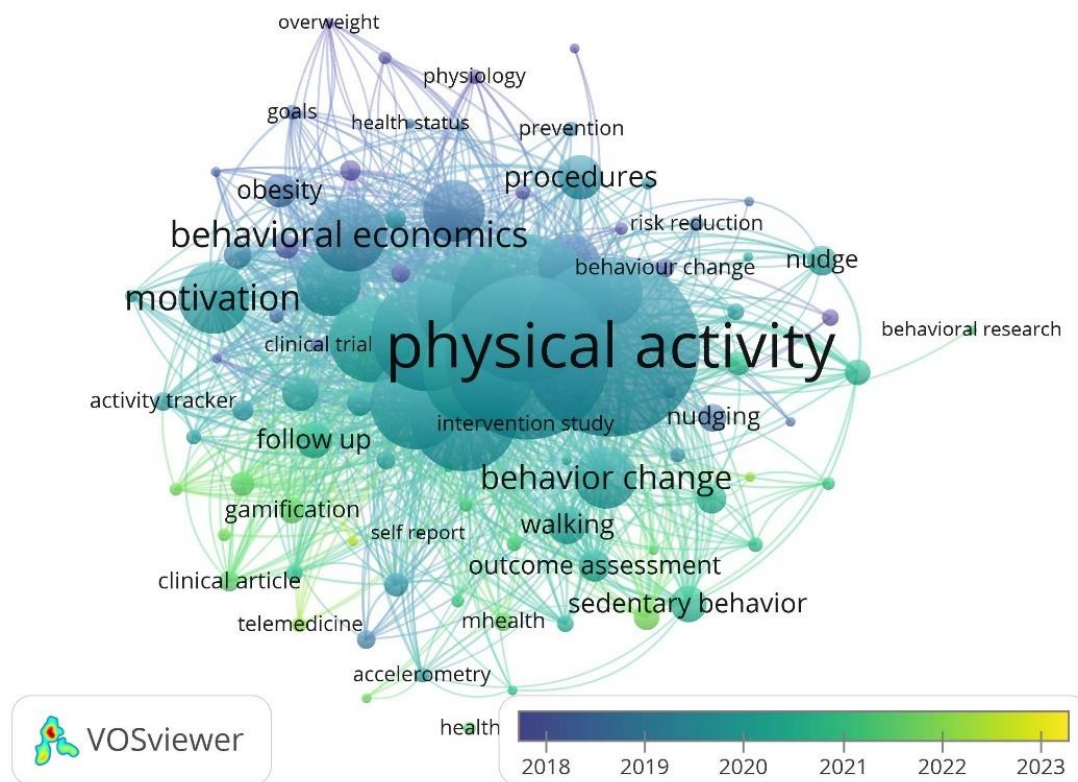 overweight
physiology
goals
health status
prevention
obesity
procedures
behavioral economics
risk reduction
behaviour change
nudge
motivation
behavioral research
clinical trial
physical activity
activity tracker
intervention study
nudging
follow up
behavior change
gamification
walking
self report
outcome assessment
clinical article
sedentary behavior
telemedicine
mhealth
accelerometry
health
VOSviewer
2018 2019 2020 2021 2022 2023